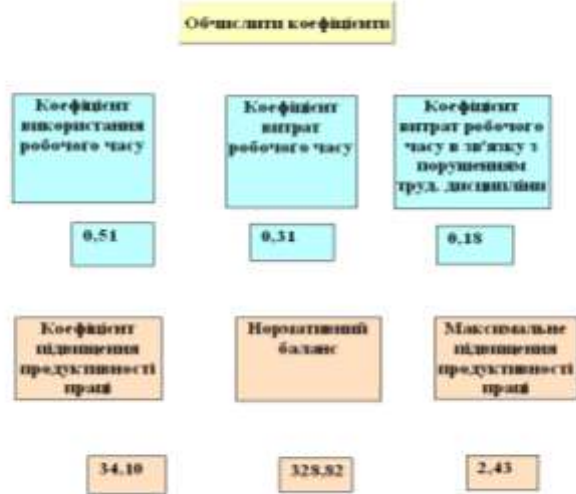 Обчислити коефіцієнти
Коефіцієнт
використання
робочого часу
Коефіцієнт
витрат
робочого часу
Коефіцієнт
витрат робочого
часу в зв'язку з
порушенням
труд. дисципліни
0,51
0,31
0,18
Коефіцієнт
підвищення
продуктивності
праці
Нормативний
баланс
Максимальне
підвищення
продуктивності
праці
34,10
328,82
2,43